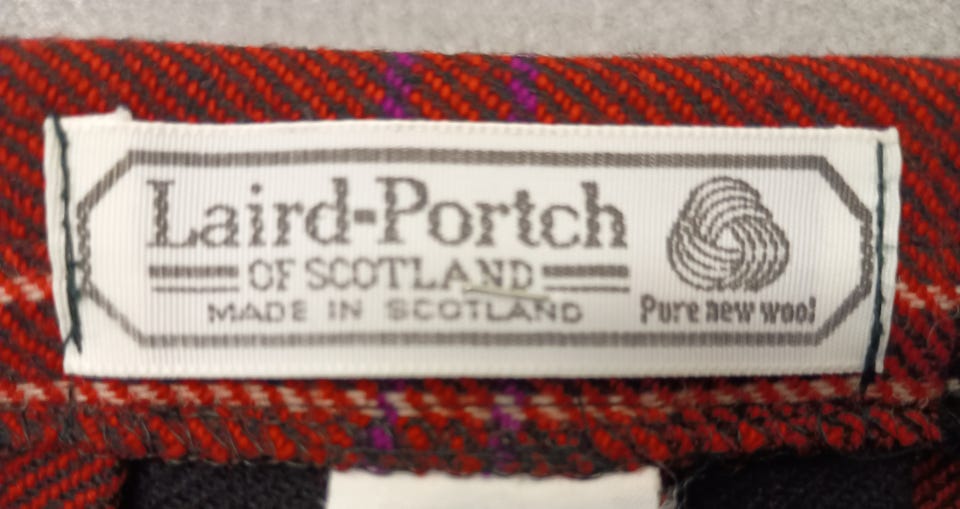 Laird-Portch
OF SCOTLAND
MADE IN SCOTLAND
Pure new wool